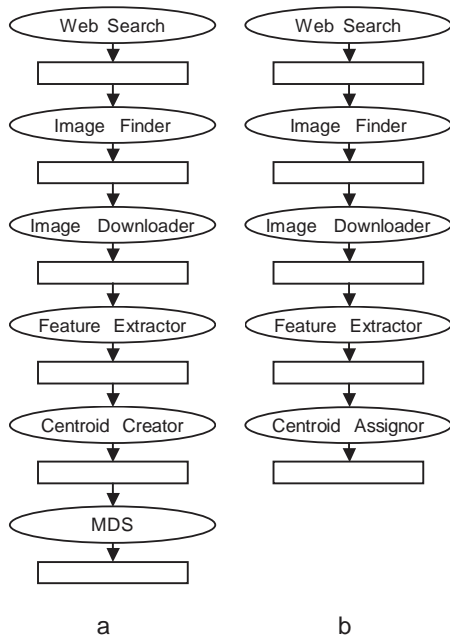 Web Search
Image Finder
Image Downloader
Feature Extractor
Centroid Creator
MDS
a
Web Search
Image Finder
Image Downloader
Feature Extractor
Centroid Assignor
b